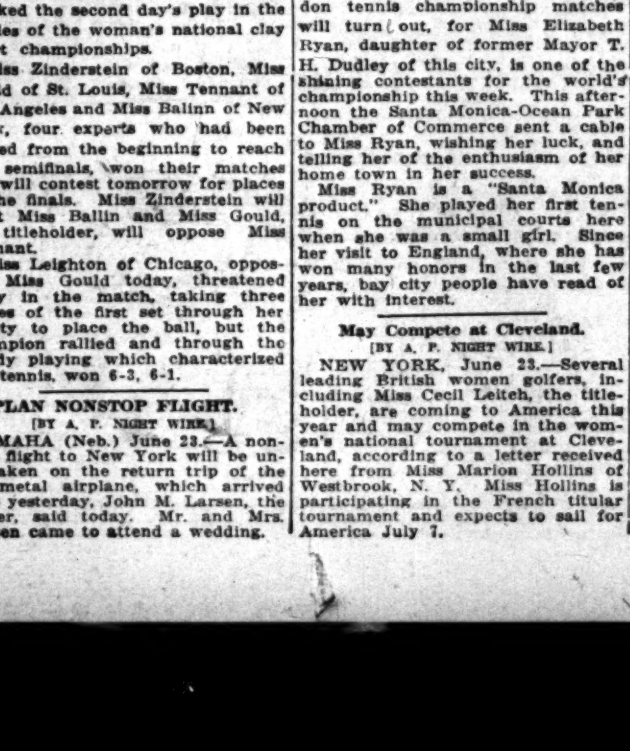 ked the second day's play in the
les of the woman's national clay
t championships.
iss Zinderstein of Boston, Miss
ld of St. Louis, Miss Tennant of
Angeles and Miss Balinn of New
, four experts who had been
ed from the beginning to reach
semifinals, won their matches
will contest tomorrow for places
he finals. Miss Zinderstein will
t Miss Ballin and Miss Gould,
titleholder, will oppose Miss
nant.
iss Leighton of Chicago, oppos-
Miss Gould today, threatened
y in the match, taking three
es of the first set through her
ty to place the ball, but the
mpion rallied and through the
dy playing which characterized
tennis, won 6-3, 6-1.
PLAN NONSTOP FLIGHT.
[BY A. P. NIGHT WIRE.]
MAHA (Neb.) June 23.—A non-
flight to New York will be un-
aken on the return trip of the
metal airplane, which arrived
yesterday, John M. Larsen, the
er, said today. Mr. and Mrs.
en came to attend a wedding.
don tennis championship matches
will turn out, for Miss Elizabeth
Ryan, daughter of former Mayor T.
H. Dudley of this city, is one of the
shining contestants for the world's
championship this week. This after-
noon the Santa Monica-Ocean Park
Chamber of Commerce sent a cable
to Miss Ryan, wishing her luck, and
telling her of the enthusiasm of her
home town in her success.
Miss Ryan is a "Santa Monica
product." She played her first ten-
nis on the municipal courts here
when she was a small girl. Since
her visit to England, where she has
won many honors in the last few
years, bay city people have read of
her with interest.
May Compete at Cleveland.
[BY A. P. NIGHT WIRE.]
NEW YORK, June 23.—Several
leading British women golfers, in-
cluding Miss Cecil Leitch, the title-
holder, are coming to America this
year and may compete in the wom-
en's national tournament at Cleve-
land, according to a letter received
here from Miss Marion Hollins of
Westbrook, N. Y. Miss Hollins is
participating in the French titular
tournament and expects to sail for
America July 7.